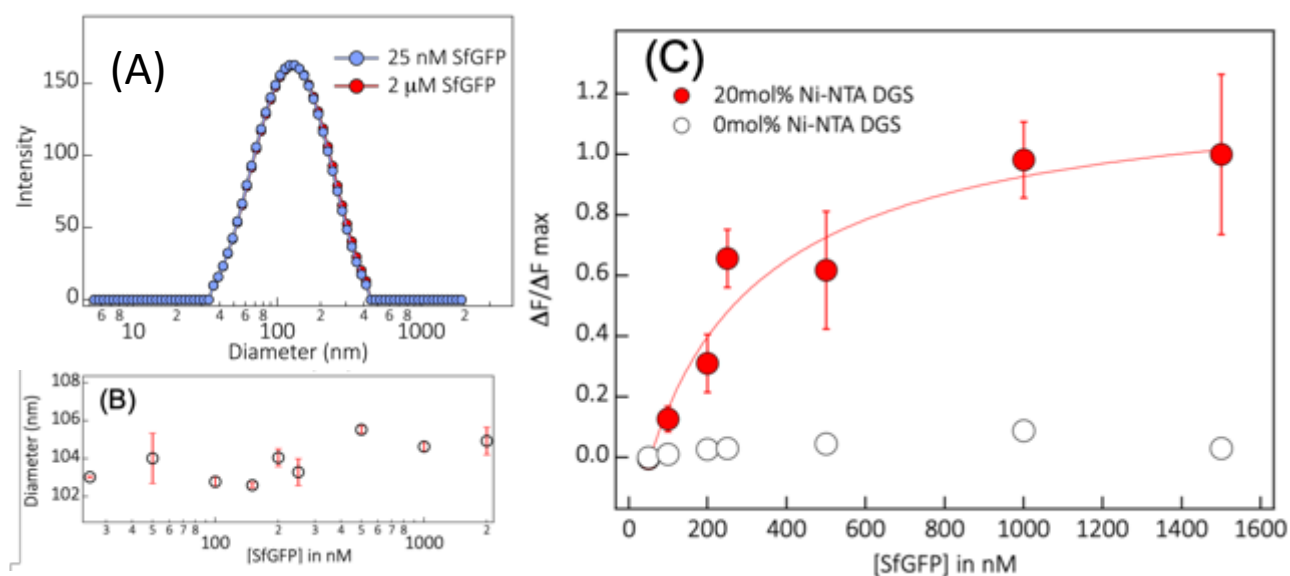 (A)
25 nM SfGFP
2 μM SfGFP
150
100
50
0
Intensity
6 8 2 4 6 8 2 4 6 8 2
10 100 1000
Diameter (nm)
(B)
108
106
104
102
Diameter (nm)
3 4 5 6 7 8 9 2 3 4 5 6 7 8 9 2
100 1000
[SfGFP] in nM
(C)
20mol% Ni-NTA DGS
0mol% Ni-NTA DGS
1.2
1.0
0.8
0.6
0.4
0.2
0.0
ΔF/ΔF max
0 200 400 600 800 1000 1200 1400 1600
[SfGFP] in nM